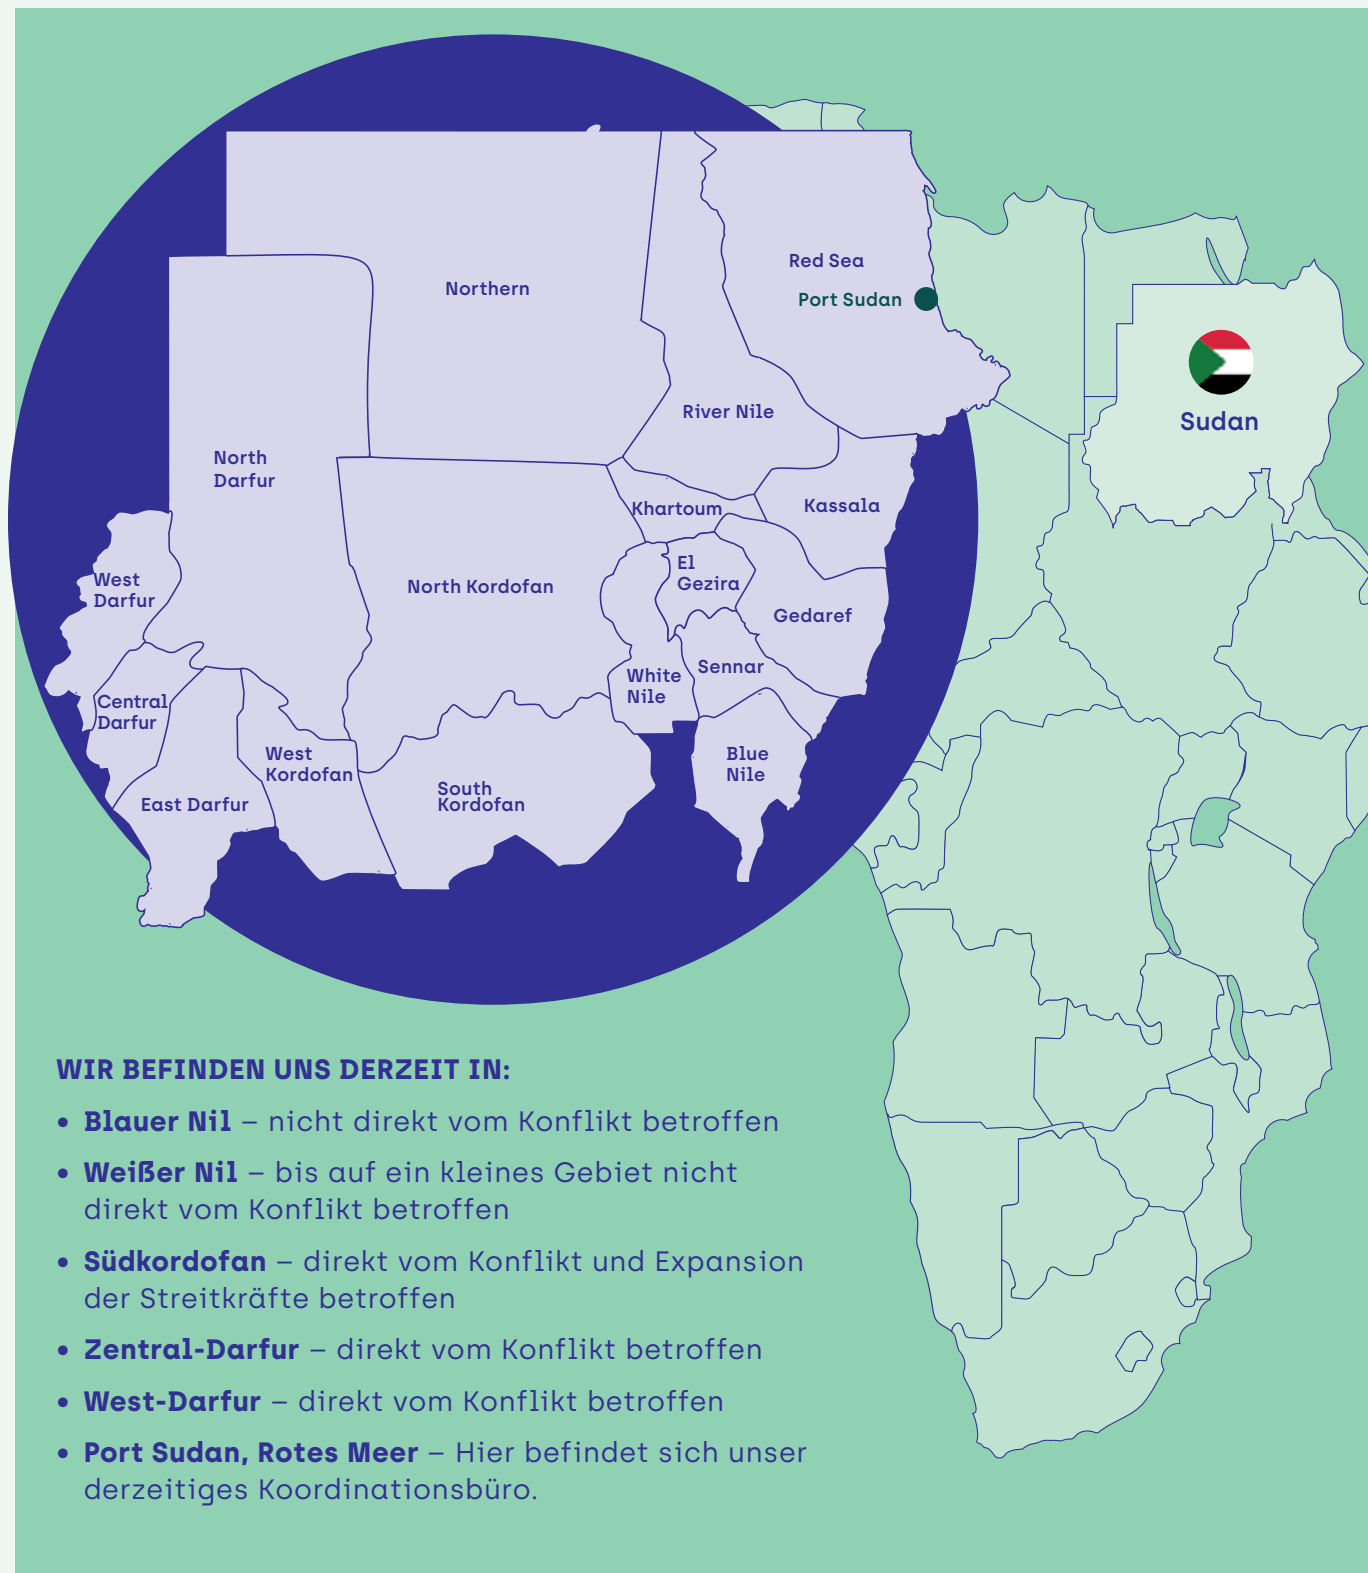 Northern
Red Sea
Port Sudan
River Nile
Sudan
North
Darfur
Khartoum
Kassala
West
Darfur
North Kordofan
El
Gezira
Gedaref
White
Nile
Sennar
Central
Darfur
West
Kordofan
Blue
Nile
East Darfur
South
Kordofan
WIR BEFINDEN UNS DERZEIT IN:
• Blauer Nil – nicht direkt vom Konflikt betroffen
• Weißer Nil – bis auf ein kleines Gebiet nicht
direkt vom Konflikt betroffen
• Südkordofan – direkt vom Konflikt und Expansion
der Streitkräfte betroffen
• Zentral-Darfur – direkt vom Konflikt betroffen
• West-Darfur – direkt vom Konflikt betroffen
• Port Sudan, Rotes Meer – Hier befindet sich unser
derzeitiges Koordinationsbüro.